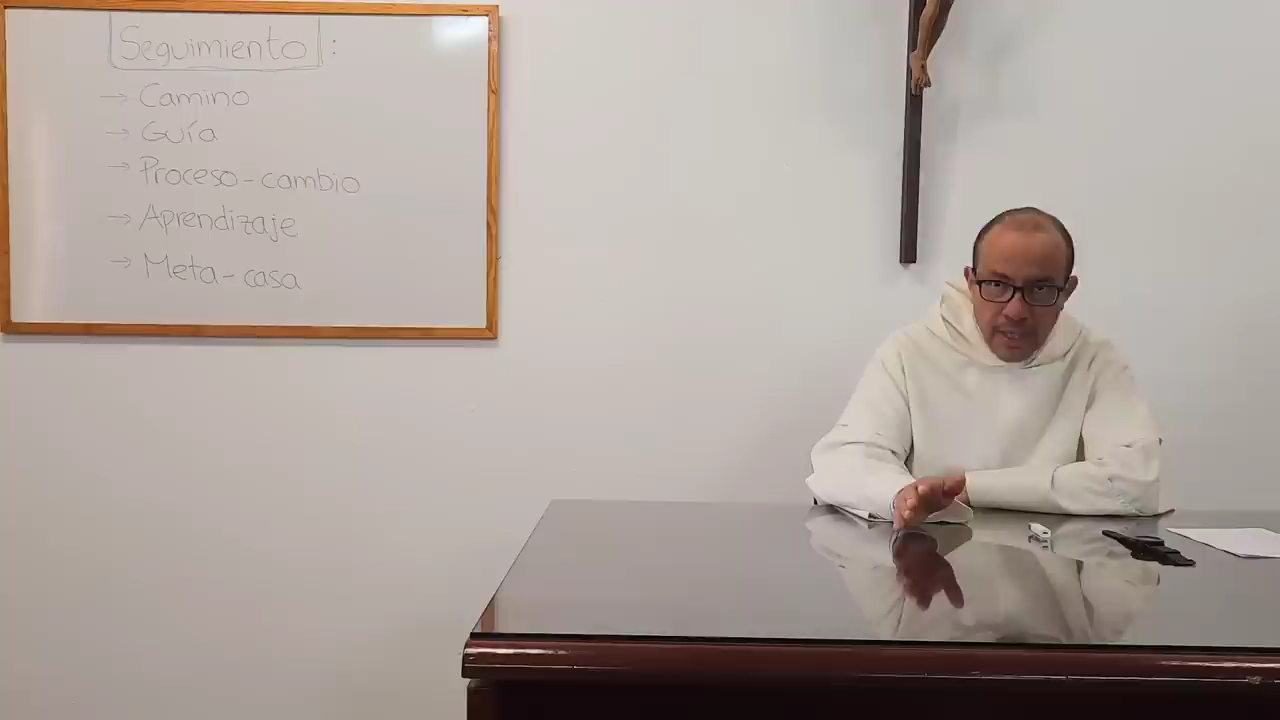 Seguimiento :
→ Camino
→ Guía
→ Proceso-cambio
→ Aprendizaje
→ Meta-casa